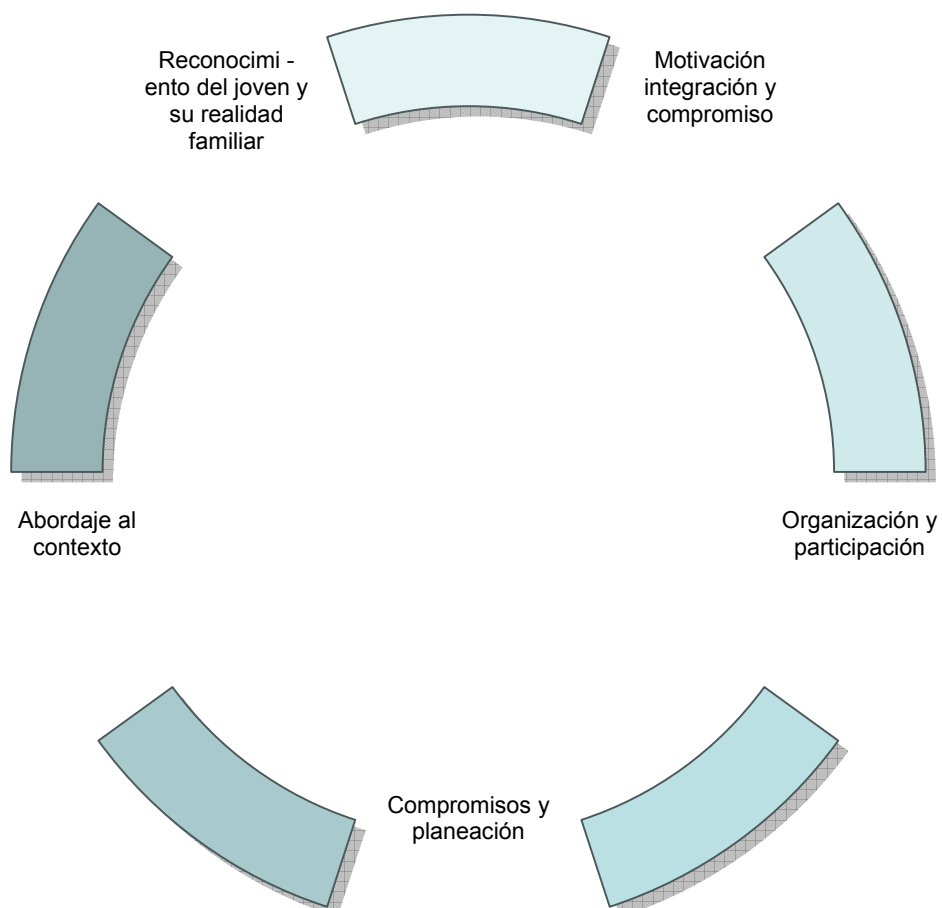 Reconocimi -
ento del joven y
su realidad
familiar
Motivación
integración y
compromiso
Abordaje al
contexto
Organización y
participación
Compromisos y
planeación